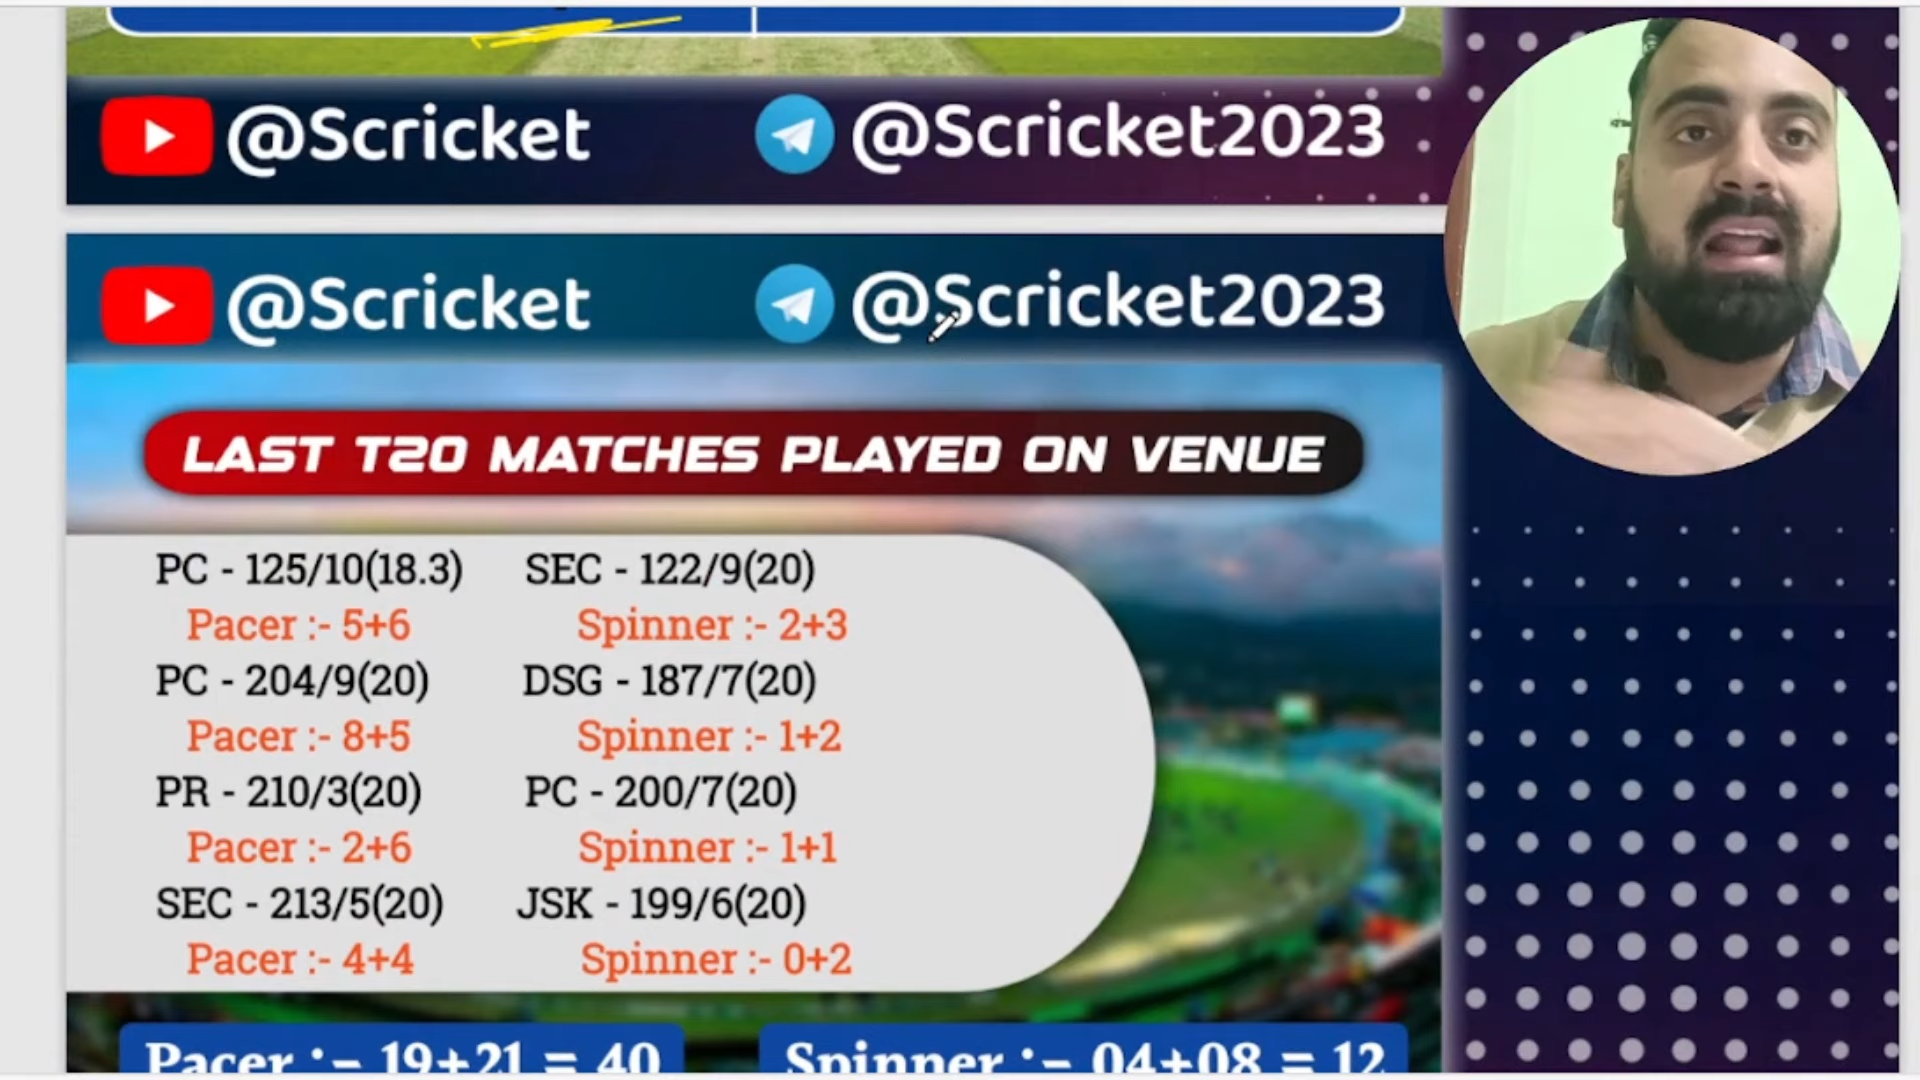 @Scricket @Scricket2023
@Scricket @Scricket2023
LAST T20 MATCHES PLAYED ON VENUE
PC - 125/10(18.3) SEC - 122/9(20)
Pacer :- 5+6 Spinner :- 2+3
PC - 204/9(20) DSG - 187/7(20)
Pacer :- 8+5 Spinner :- 1+2
PR - 210/3(20) PC - 200/7(20)
Pacer :- 2+6 Spinner :- 1+1
SEC - 213/5(20) JSK - 199/6(20)
Pacer :- 4+4 Spinner :- 0+2
Pacer :- 19+21 = 40 Spinner :- 04+08 = 12